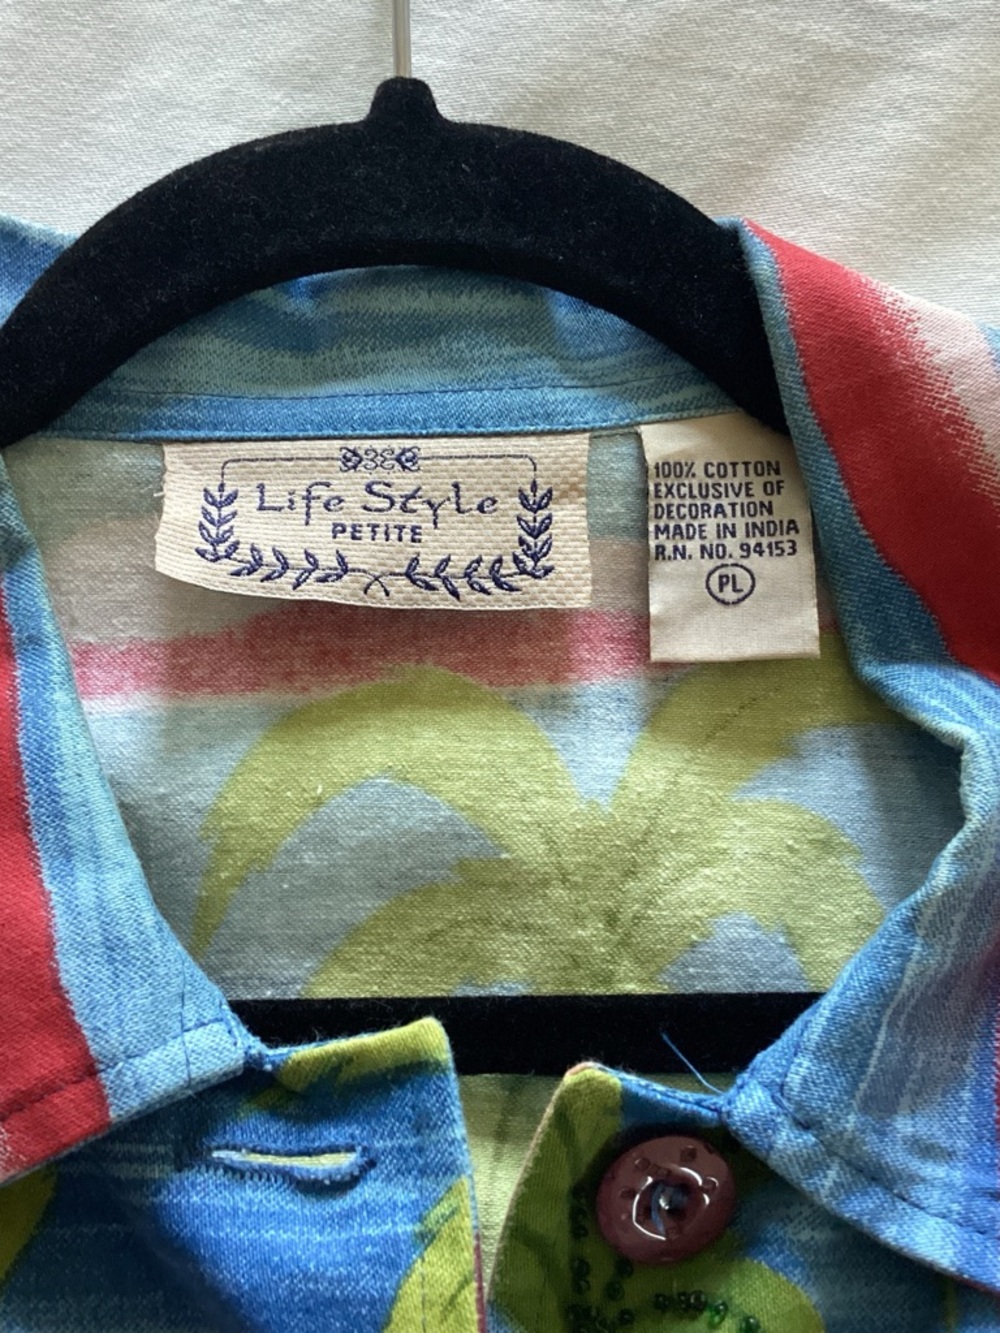 Life Style
PETITE
100% COTTON
EXCLUSIVE OF
DECORATION
MADE IN INDIA
R.N. NO. 94153
PL